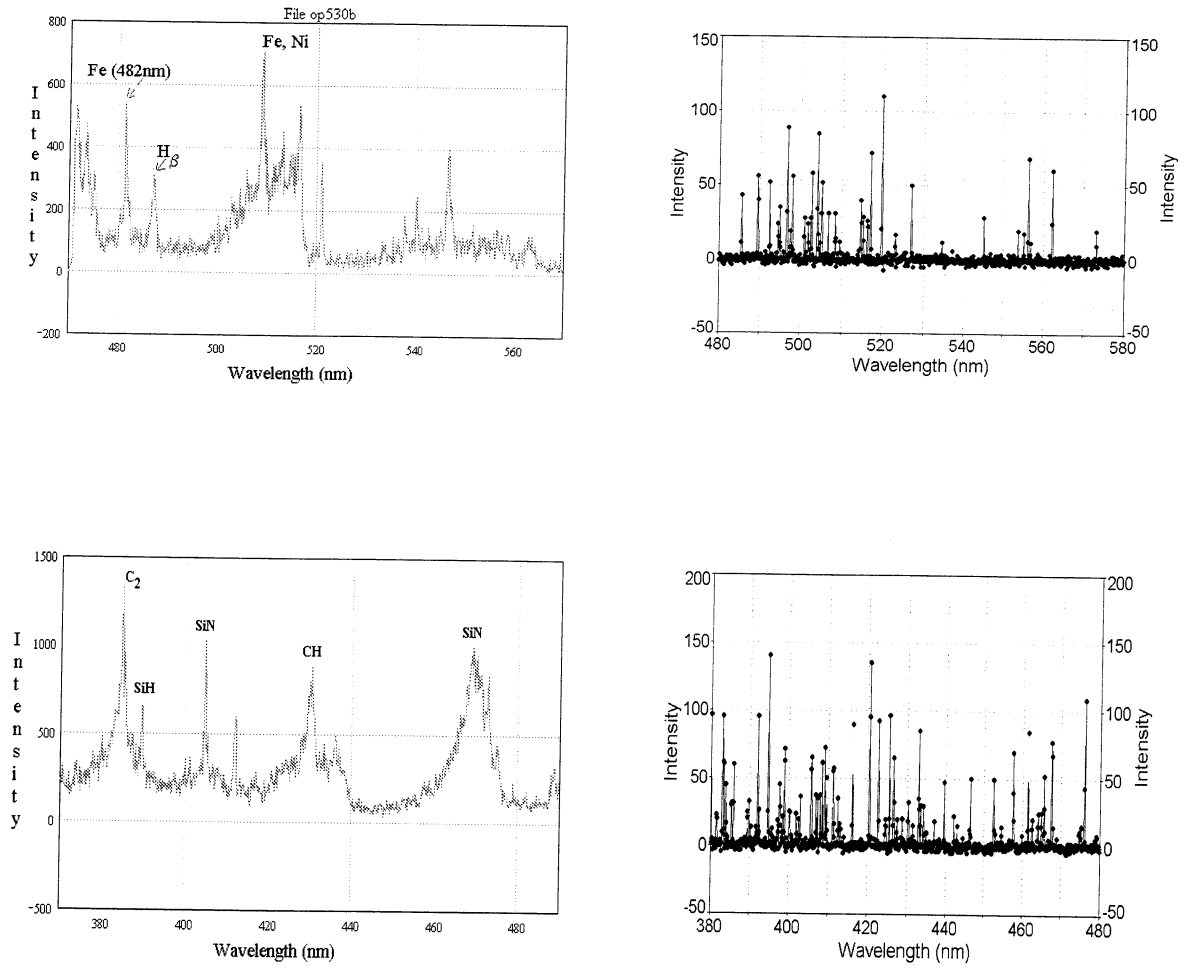 File op530b
800
600
400
200
0
-200
Fe (482nm)
Fe, Ni
H β
Intensity
480 500 520 540 560
Wavelength (nm)
150
100
50
0
-50
Intensity
150
100
50
0
-50
Intensity
480 500 520 540 560 580
Wavelength (nm)
1500
1000
500
0
-500
C2
SiH
SiN
CH
SiN
Intensity
380 400 420 440 460 480
Wavelength (nm)
200
150
100
50
0
-50
Intensity
200
150
100
50
0
-50
Intensity
380 400 420 440 460 480
Wavelength (nm)